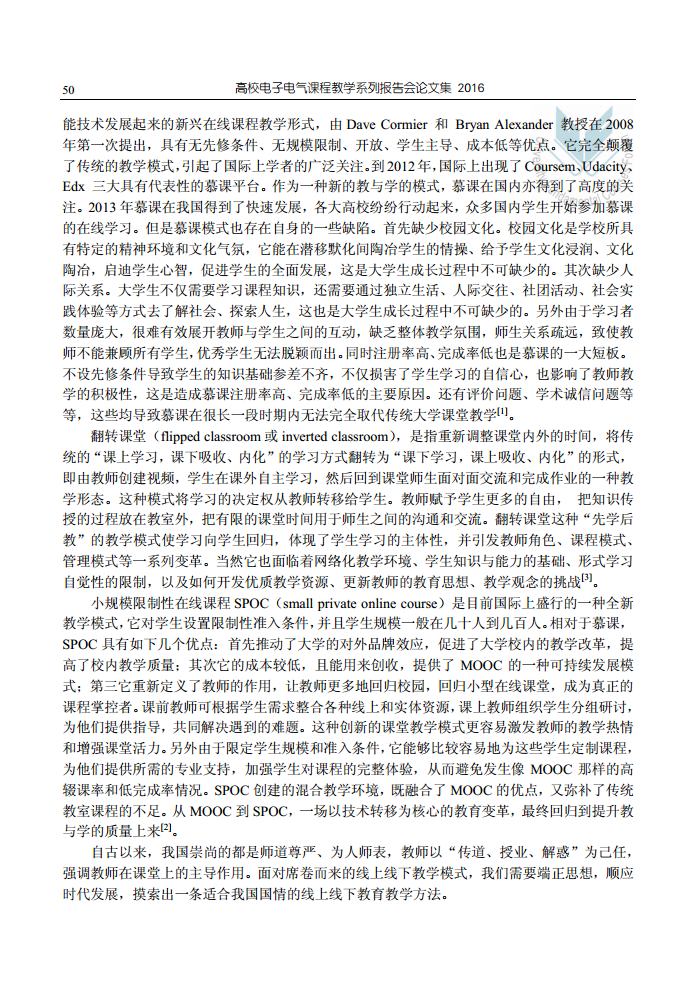 50
高校电子电气课程教学系列报告会论文集 2016
能技术发展起来的新兴在线课程教学形式，由 Dave Cormier 和 Bryan Alexander 教授在 2008
年第一次提出，具有无先修条件、无规模限制、开放、学生主导、成本低等优点。它完全颠覆
了传统的教学模式，引起了国际上学者的广泛关注。到 2012 年，国际上出现了 Coursem、Udacity、
Edx 三大具有代表性的慕课平台。作为一种新的教与学的模式，慕课在国内亦得到了高度的关
注。2013 年慕课在我国得到了快速发展，各大高校纷纷行动起来，众多国内学生开始参加慕课
的在线学习。但是慕课模式也存在自身的一些缺陷。首先缺少校园文化。校园文化是学校所具
有特定的精神环境和文化气氛，它能在潜移默化间陶冶学生的情操、给予学生文化浸润、文化
陶冶，启迪学生心智，促进学生的全面发展，这是大学生成长过程中不可缺少的。其次缺少人
际关系。大学生不仅需要学习课程知识，还需要通过独立生活、人际交往、社团活动、社会实
践体验等方式去了解社会、探索人生，这也是大学生成长过程中不可缺少的。另外由于学习者
数量庞大，很难有效展开教师与学生之间的互动，缺乏整体教学氛围，师生关系疏远，致使教
师不能兼顾所有学生，优秀学生无法脱颖而出。同时注册率高、完成率低也是慕课的一大短板。
不设先修条件导致学生的知识基础参差不齐，不仅损害了学生学习的自信心，也影响了教师教
学的积极性，这是造成慕课注册率高、完成率低的主要原因。还有评价问题、学术诚信问题等
等，这些均导致慕课在很长一段时期内无法完全取代传统大学课堂教学[1]。
翻转课堂（flipped classroom 或 inverted classroom），是指重新调整课堂内外的时间，将传
统的“课上学习，课下吸收、内化”的学习方式翻转为“课下学习，课上吸收、内化”的形式，
即由教师创建视频，学生在课外自主学习，然后回到课堂师生面对面交流和完成作业的一种教
学形态。这种模式将学习的决定权从教师转移给学生。教师赋予学生更多的自由， 把知识传
授的过程放在教室外，把有限的课堂时间用于师生之间的沟通和交流。翻转课堂这种“先学后
教”的教学模式使学习向学生回归，体现了学生学习的主体性，并引发教师角色、课程模式、
管理模式等一系列变革。当然它也面临着网络化教学环境、学生知识与能力的基础、形式学习
自觉性的限制，以及如何开发优质教学资源、更新教师的教育思想、教学观念的挑战[3]。
小规模限制性在线课程 SPOC（small private online course）是目前国际上盛行的一种全新
教学模式，它对学生设置限制性准入条件，并且学生规模一般在几十人到几百人。相对于慕课，
SPOC 具有如下几个优点：首先推动了大学的对外品牌效应，促进了大学校内的教学改革，提
高了校内教学质量；其次它的成本较低，且能用来创收，提供了 MOOC 的一种可持续发展模
式；第三它重新定义了教师的作用，让教师更多地回归校园，回归小型在线课堂，成为真正的
课程掌控者。课前教师可根据学生需求整合各种线上和实体资源，课上教师组织学生分组研讨，
为他们提供指导，共同解决遇到的难题。这种创新的课堂教学模式更容易激发教师的教学热情
和增强课堂活力。另外由于限定学生规模和准入条件，它能够比较容易地为这些学生定制课程，
为他们提供所需的专业支持，加强学生对课程的完整体验，从而避免发生像 MOOC 那样的高
辍课率和低完成率情况。SPOC 创建的混合教学环境，既融合了 MOOC 的优点，又弥补了传统
教室课程的不足。从 MOOC 到 SPOC，一场以技术转移为核心的教育变革，最终回归到提升教
与学的质量上来[2]。
自古以来，我国崇尚的都是师道尊严、为人师表，教师以“传道、授业、解惑”为己任，
强调教师在课堂上的主导作用。面对席卷而来的线上线下教学模式，我们需要端正思想，顺应
时代发展，摸索出一条适合我国国情的线上线下教育教学方法。